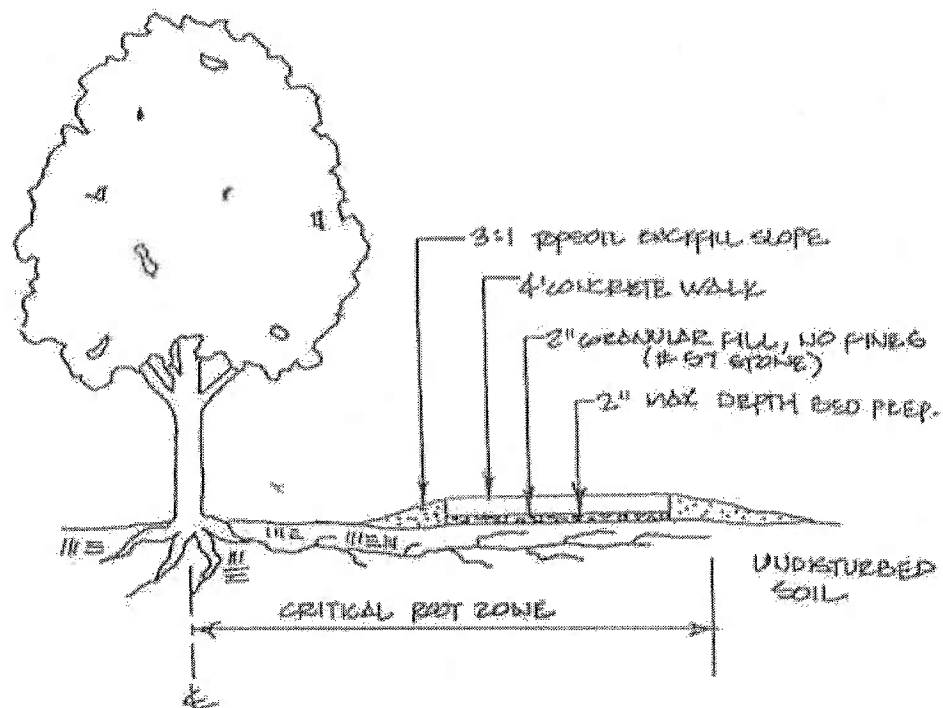 3:1 TOPSOIL BACKFILL SLOPE
4' CONCRETE WALK
2" GRANULAR FILL, NO FINES
(#57 STONE)
2" MAX DEPTH BED PREP.
UNDISTURBED
SOIL
CRITICAL ROOT ZONE